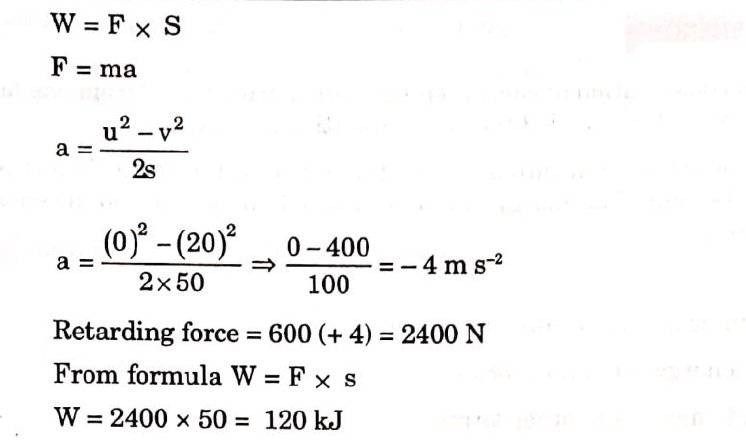 W = F × S
F = ma
a = u² – v² / 2s
a = (0)² – (20)² / 2×50 ⇒ 0 – 400 / 100 = – 4 m s⁻²
Retarding force = 600 (+ 4) = 2400 N
From formula W = F × s
W = 2400 × 50 = 120 kJ